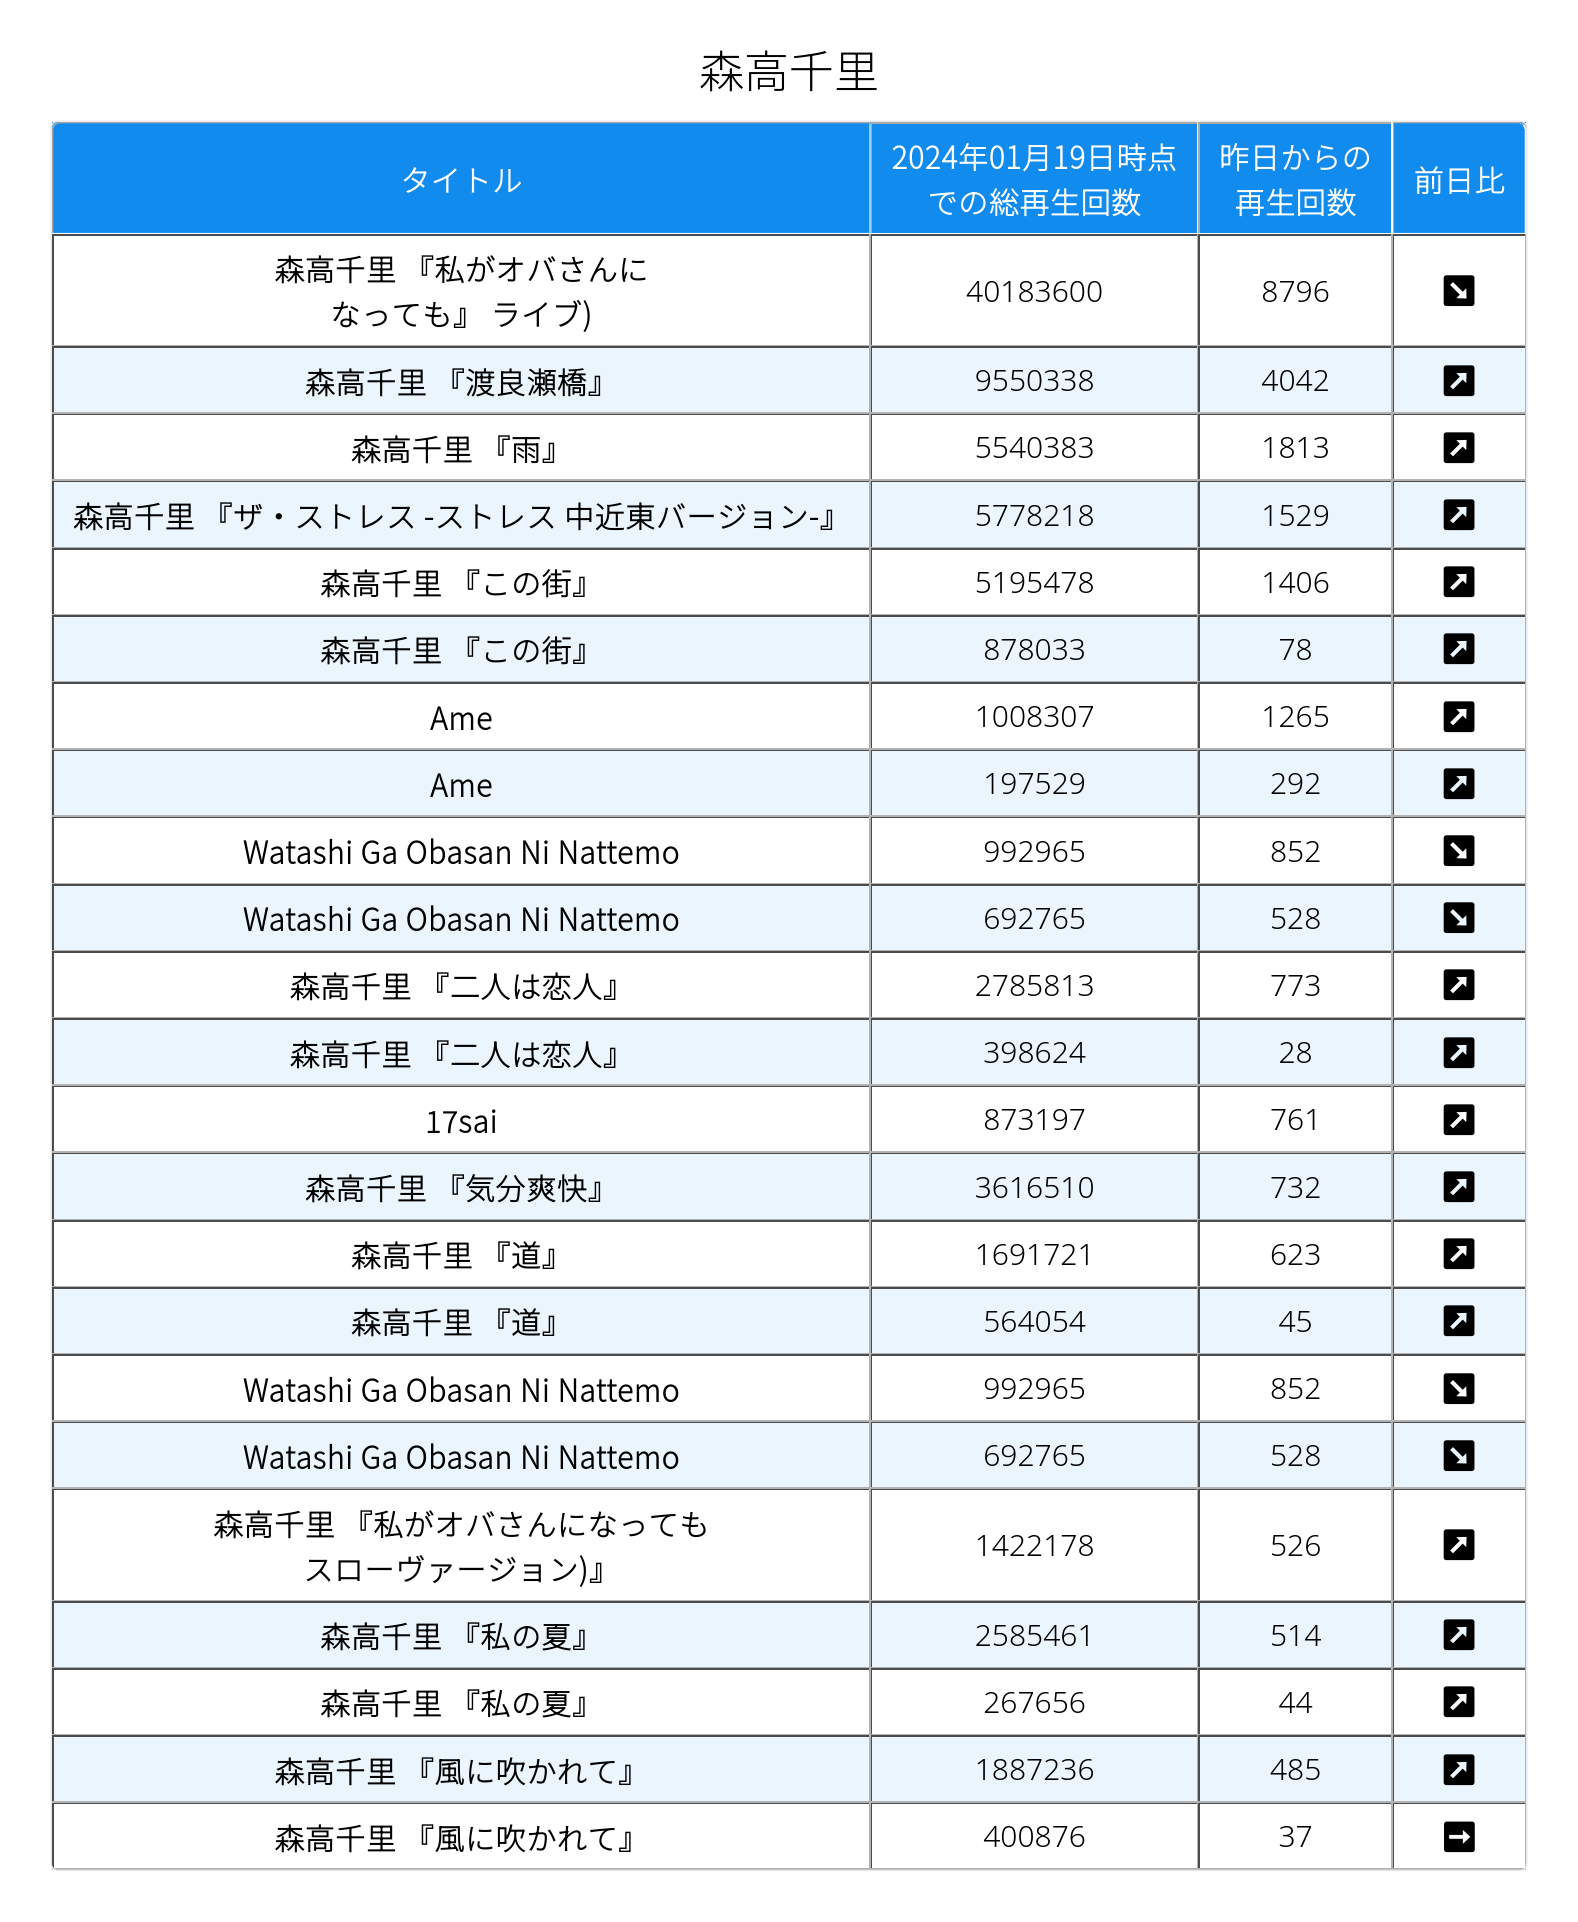 森高千里
タイトル
2024年01月19日時点
での総再生回数
昨日からの
再生回数
前日比
森高千里 『私がオバさんに
なっても』 ライブ)
40183600
8796
森高千里 『渡良瀬橋』
9550338
4042
森高千里 『雨』
5540383
1813
森高千里 『ザ・ストレス -ストレス 中近東バージョン-』
5778218
1529
森高千里 『この街』
5195478
1406
森高千里 『この街』
878033
78
Ame
1008307
1265
Ame
197529
292
Watashi Ga Obasan Ni Nattemo
992965
852
Watashi Ga Obasan Ni Nattemo
692765
528
森高千里 『二人は恋人』
2785813
773
森高千里 『二人は恋人』
398624
28
17sai
873197
761
森高千里 『気分爽快』
3616510
732
森高千里 『道』
1691721
623
森高千里 『道』
564054
45
Watashi Ga Obasan Ni Nattemo
992965
852
Watashi Ga Obasan Ni Nattemo
692765
528
森高千里 『私がオバさんになっても
スローヴァージョン)』
1422178
526
森高千里 『私の夏』
2585461
514
森高千里 『私の夏』
267656
44
森高千里 『風に吹かれて』
1887236
485
森高千里 『風に吹かれて』
400876
37